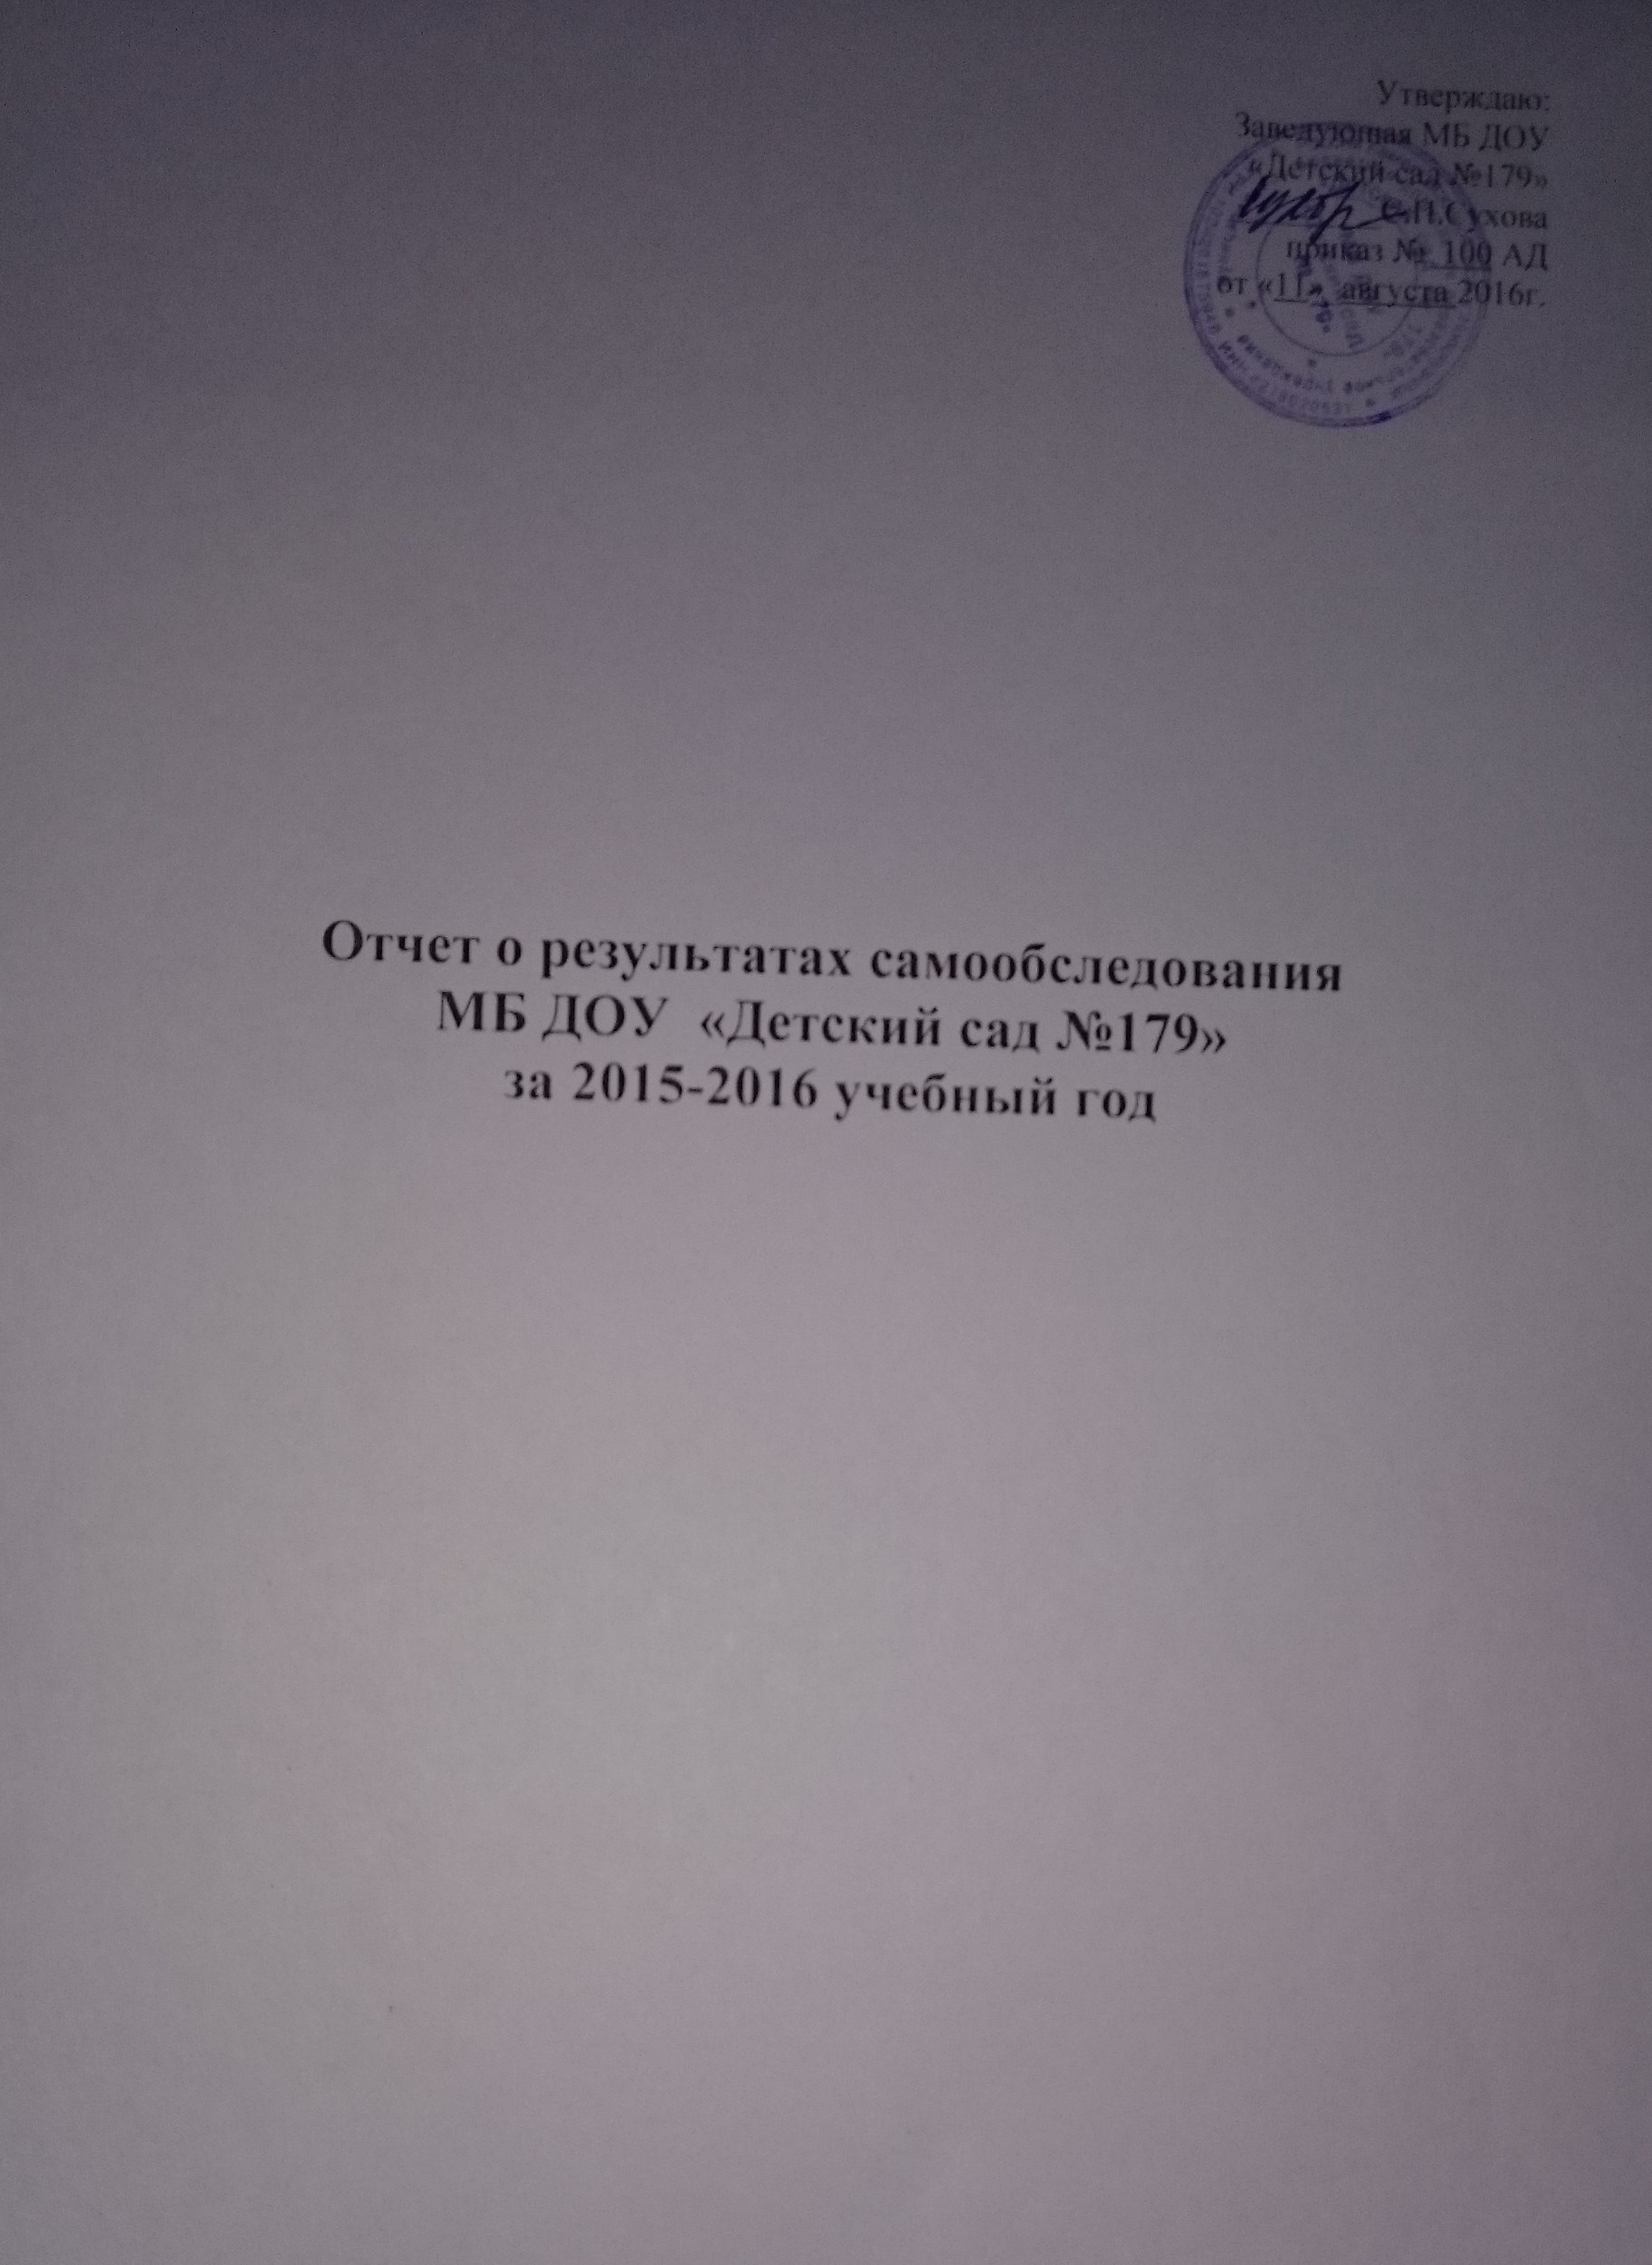 Утверждаю:
Заведующая МБ ДОУ
«Детский сад №179»
С.П.Сухова
приказ № 100 АД
от «11» августа 2016г.
Отчет о результатах самообследования
МБ ДОУ «Детский сад №179»
за 2015-2016 учебный год